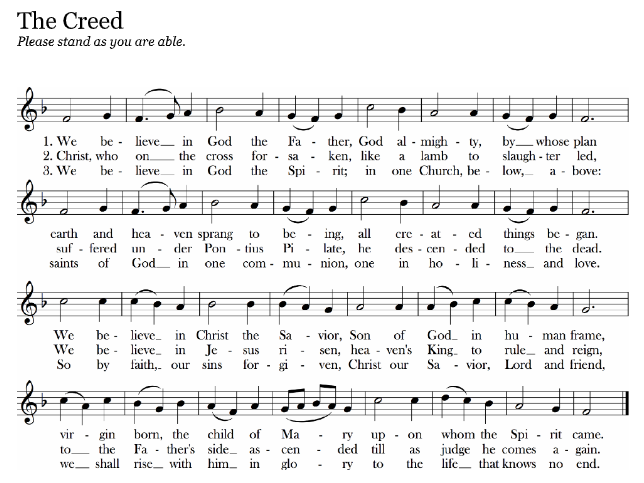 The Creed
Please stand as you are able.
1. We be - lieve in God the Fa - ther, God al - migh - ty, by whose plan
2. Christ, who on the cross for - sa - ken, like a lamb to slaugh - ter led,
3. We be - lieve in God the Spi - rit; in one Church, be - low, a - bove:
earth and hea - ven sprang to be - ing, all cre - at - ed things be - gan.
suf - fered un - der Pon - tius Pi - late, he des - cen - ded to the dead.
saints of God in one com - mu - nion, one in ho - li - ness and love.
We be - lieve in Christ the Sa - vior, Son of God in hu - man frame,
We be - lieve in Je - sus ri - sen, hea - ven's King to rule and reign,
So by faith, our sins for - gi - ven, Christ our Sa - vior, Lord and friend,
vir - gin born, the child of Ma - ry up - on whom the Spi - rit came.
to the Fa - ther's side as - cen - ded till as judge he comes a - gain.
we shall rise with him in glo - ry to the life that knows no end.